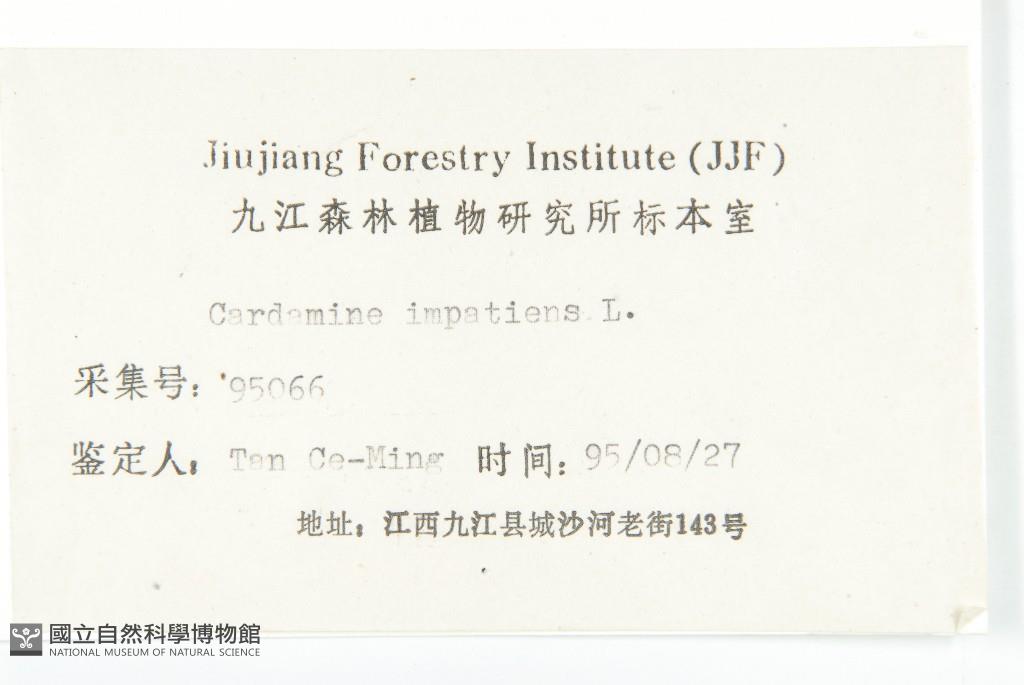 Jiujiang Forestry Institute (JJF)
九江森林植物研究所标本室
Cardamine impatiens L.
采集号：95066
鉴定人：Tan Ce-Ming 时间：95/08/27
地址：江西九江县城沙河老街143号
國立自然科學博物館
NATIONAL MUSEUM OF NATURAL SCIENCE